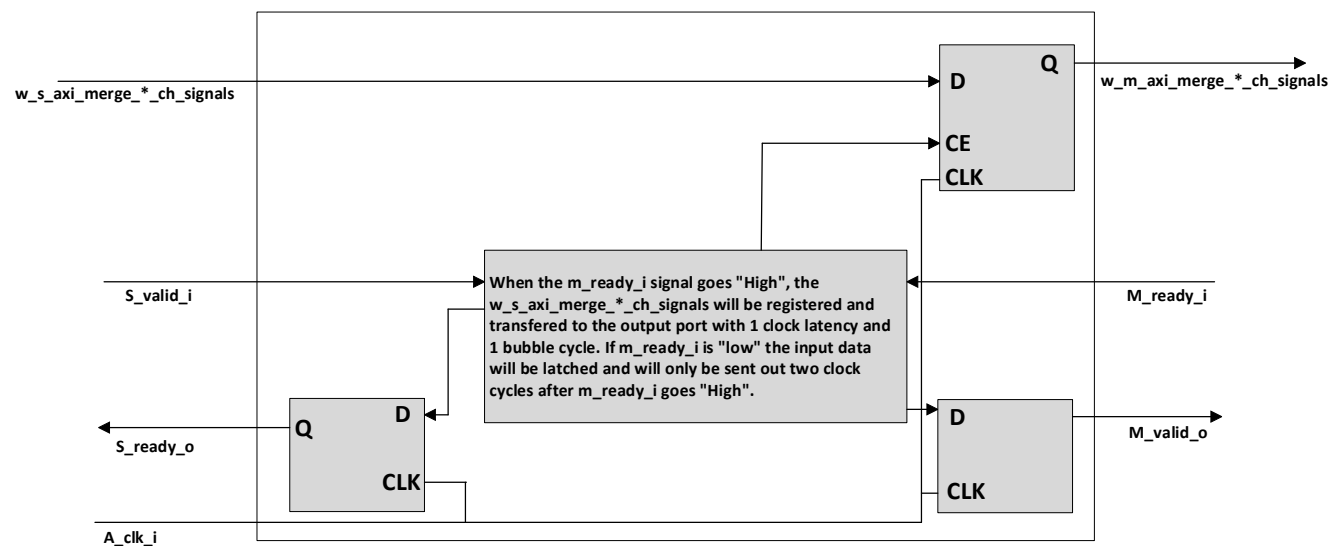 Q
w_s_axi_merge_*_ch_signals
D
w_m_axi_merge_*_ch_signals
CE
CLK
S_valid_i
When the m_ready_i signal goes "High", the
w_s_axi_merge_*_ch_signals will be registered and
transfered to the output port with 1 clock latency and
1 bubble cycle. If m_ready_i is "low" the input data
will be latched and will only be sent out two clock
cycles after m_ready_i goes "High".
M_ready_i
S_ready_o
Q
D
CLK
D
CLK
M_valid_o
A_clk_i